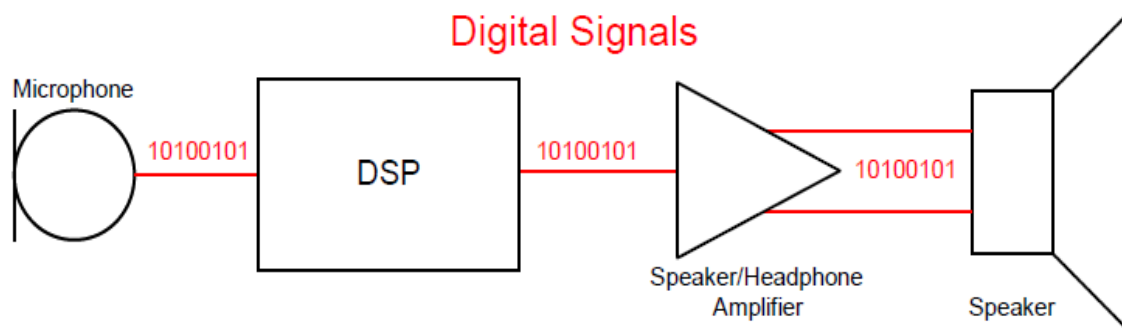 Digital Signals
Microphone
10100101
DSP
10100101
10100101
Speaker/Headphone
Amplifier
Speaker